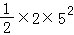 1/2 × 2 × 5²